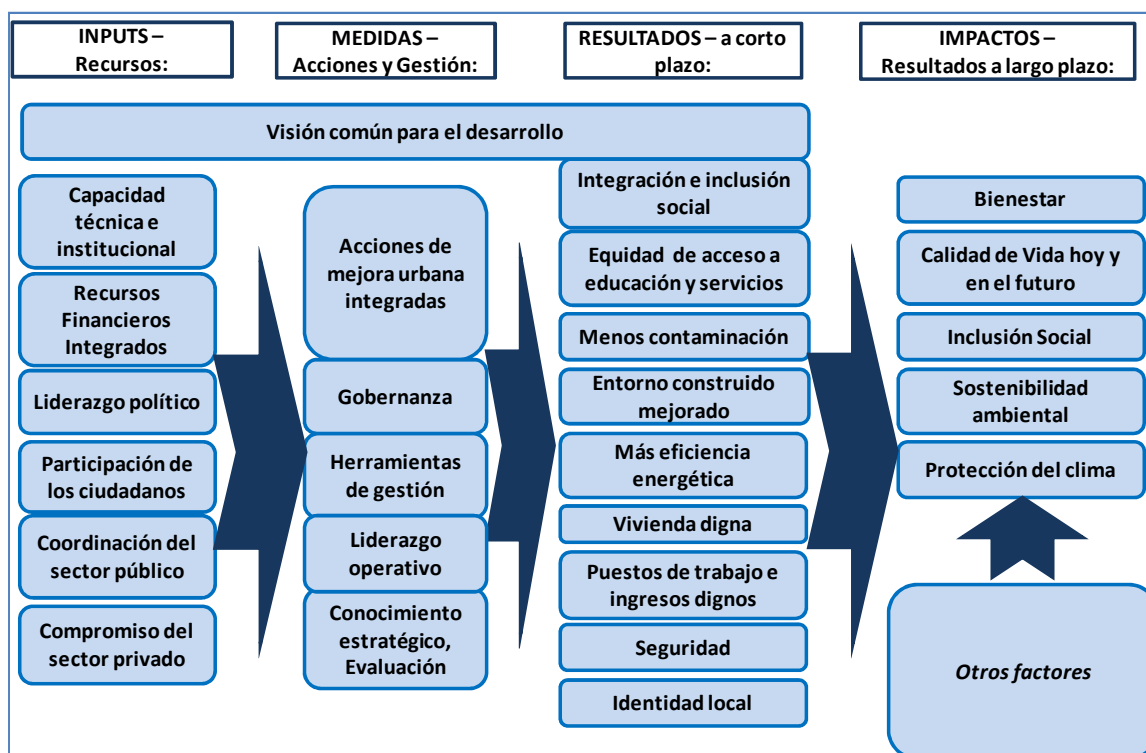 INPUTS –
Recursos:
MEDIDAS –
Acciones y Gestión:
RESULTADOS – a corto
plazo:
IMPACTOS –
Resultados a largo plazo:
Visión común para el desarrollo
Capacidad
técnica e
institucional
Recursos
Financieros
Integrados
Liderazgo político
Participación de
los ciudadanos
Coordinación del
sector público
Compromiso del
sector privado
Acciones de
mejora urbana
integradas
Gobernanza
Herramientas
de gestión
Liderazgo
operativo
Conocimiento
estratégico,
Evaluación
Integración e inclusión
social
Equidad de acceso a
educación y servicios
Menos contaminación
Entorno construido
mejorado
Más eficiencia
energética
Vivienda digna
Puestos de trabajo e
ingresos dignos
Seguridad
Identidad local
Bienestar
Calidad de Vida hoy y
en el futuro
Inclusión Social
Sostenibilidad
ambiental
Protección del clima
Otros factores